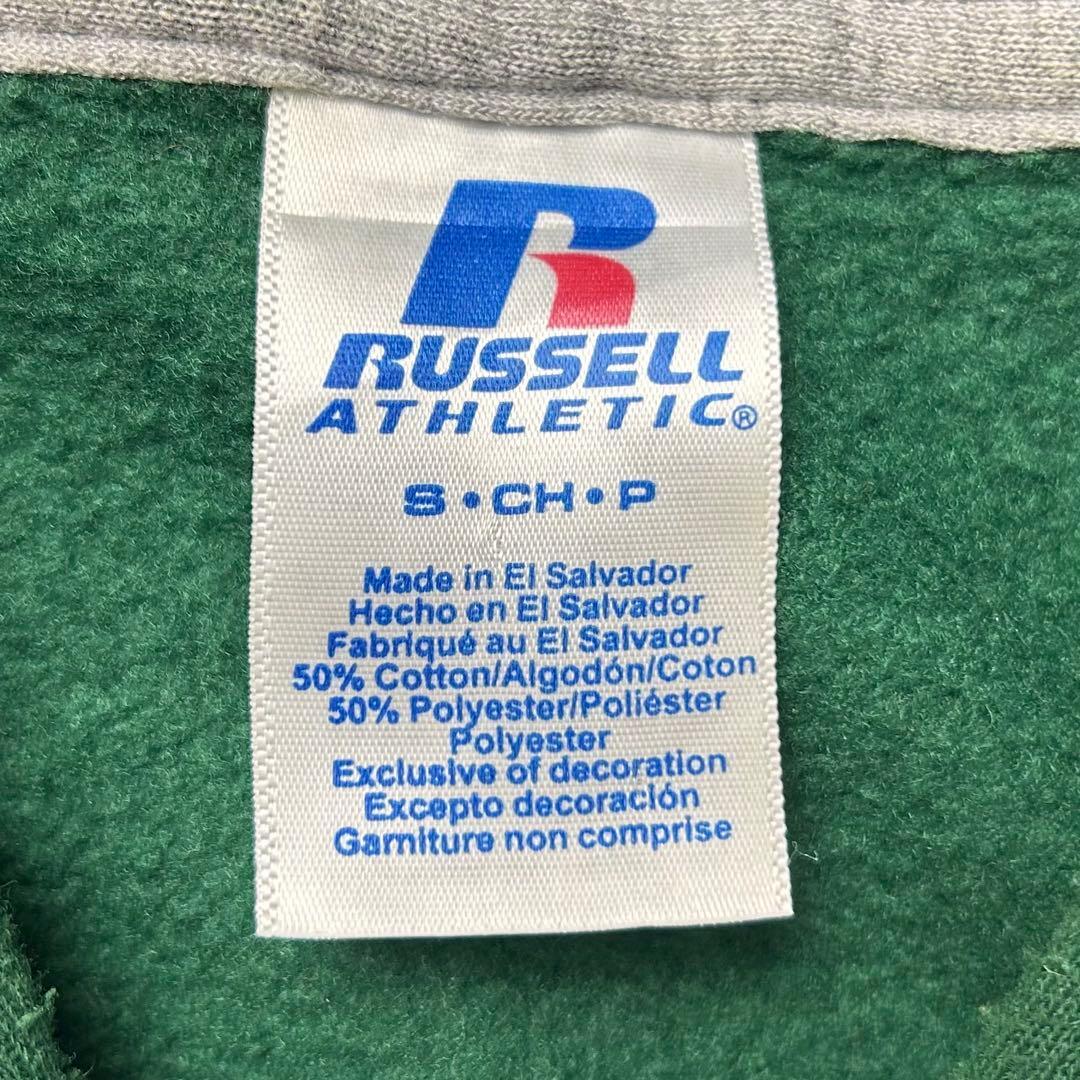 R
RUSSELL
ATHLETIC®
S•CH•P
Made in El Salvador
Hecho en El Salvador
Fabriqué au El Salvador
50% Cotton/Algodón/Coton
50% Polyester/Poliéster
Polyester
Exclusive of decoration
Excepto decoración
Garniture non comprise